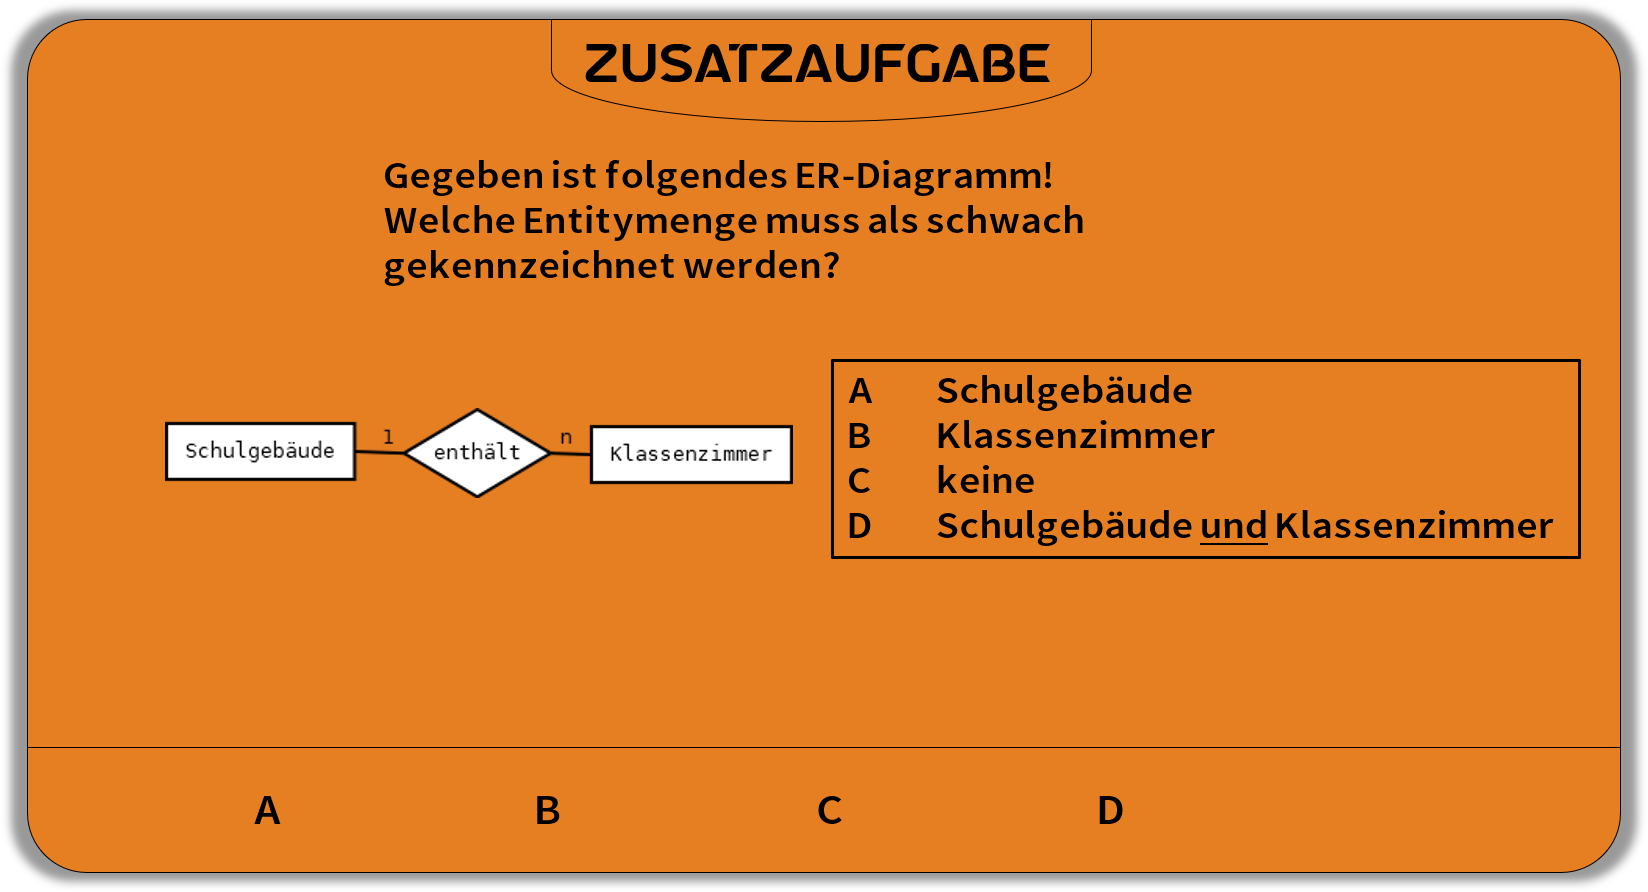 ZUSATZAUFGABE
Gegeben ist folgendes ER-Diagramm!
Welche Entitymenge muss als schwach
gekennzeichnet werden?
Schulgebäude 1 enthält n Klassenzimmer
A Schulgebäude
B Klassenzimmer
C keine
D Schulgebäude und Klassenzimmer
A B C D